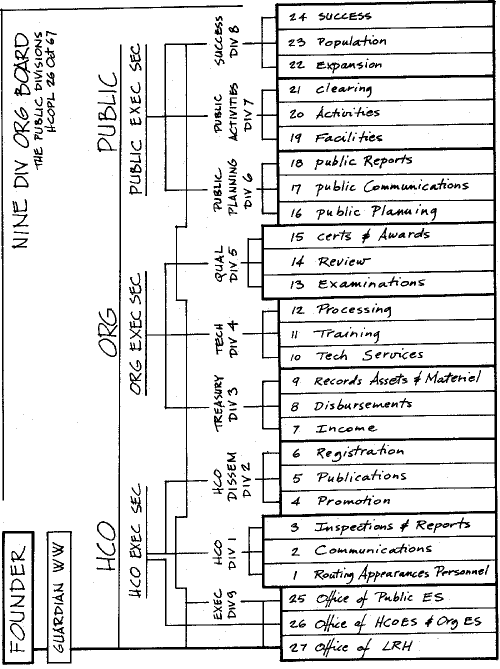 NINE DIV ORG BOARD
THE PUBLIC DIVISIONS
HCOPL 26 Oct 67
FOUNDER
GUARDIAN WW
HCO
ORG
PUBLIC
HCO EXEC SEC
ORG EXEC SEC
PUBLIC EXEC SEC
EXEC
DIV 9
HCO
DIV 1
HCO
DISSEM
DIV 2
TREASURY
DIV 3
TECH
DIV 4
QUAL
DIV 5
PUBLIC
PLANNING
DIV 6
PUBLIC
ACTIVITIES
DIV 7
SUCCESS
DIV 8
24 SUCCESS
23 Population
22 Expansion
21 Clearing
20 Activities
19 Facilities
18 public Reports
17 public Communications
16 public Planning
15 Certs & Awards
14 Review
13 Examinations
12 Processing
11 Training
10 Tech Services
9 Records Assets & Materiel
8 Disbursements
7 Income
6 Registration
5 Publications
4 Promotion
3 Inspections & Reports
2 Communications
1 Routing Appearances Personnel
25 Office of Public ES
26 Office of HCOES & Org ES
27 Office of LRH